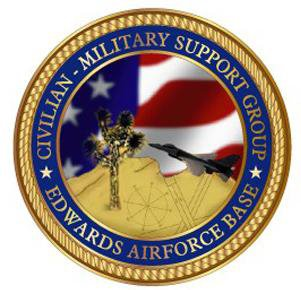 CIVILIAN - MILITARY SUPPORT GROUP
★ EDWARDS AIRFORCE BASE ★